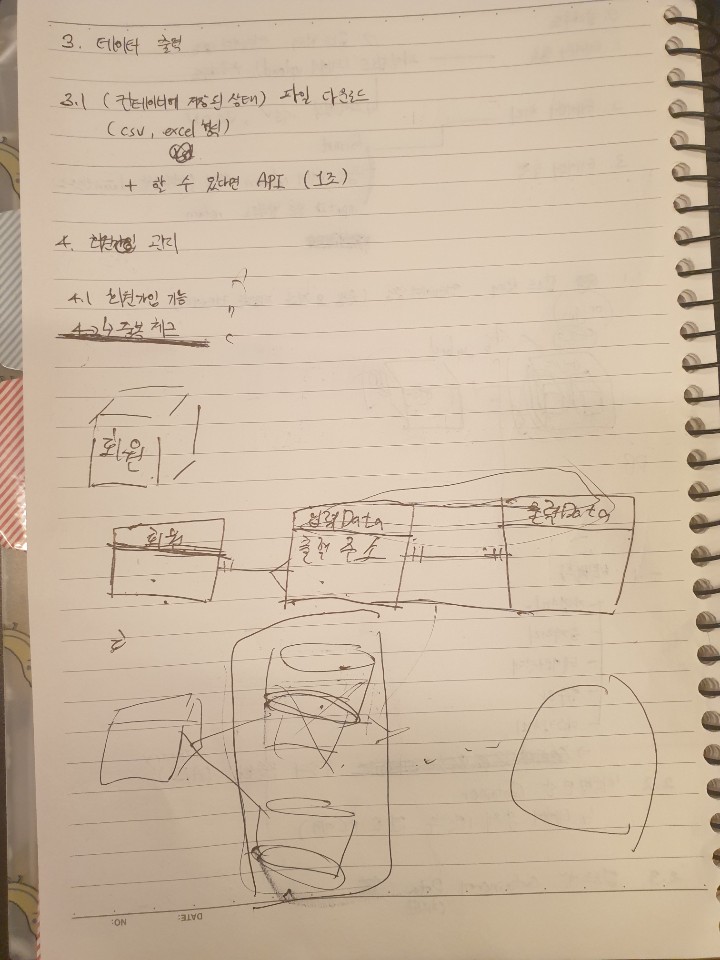 3. 데이터 출력
3.1 (컨테이너에 저장된 상태) 파일 다운로드
(csv, excel 형식)
+ 할 수 있다면 API (1조)
4. 회원가입 관리
4.1 회원가입 기능
중복 체크
회원
회원
입력Data
출력Data
출력 주소
NO:
DATE: